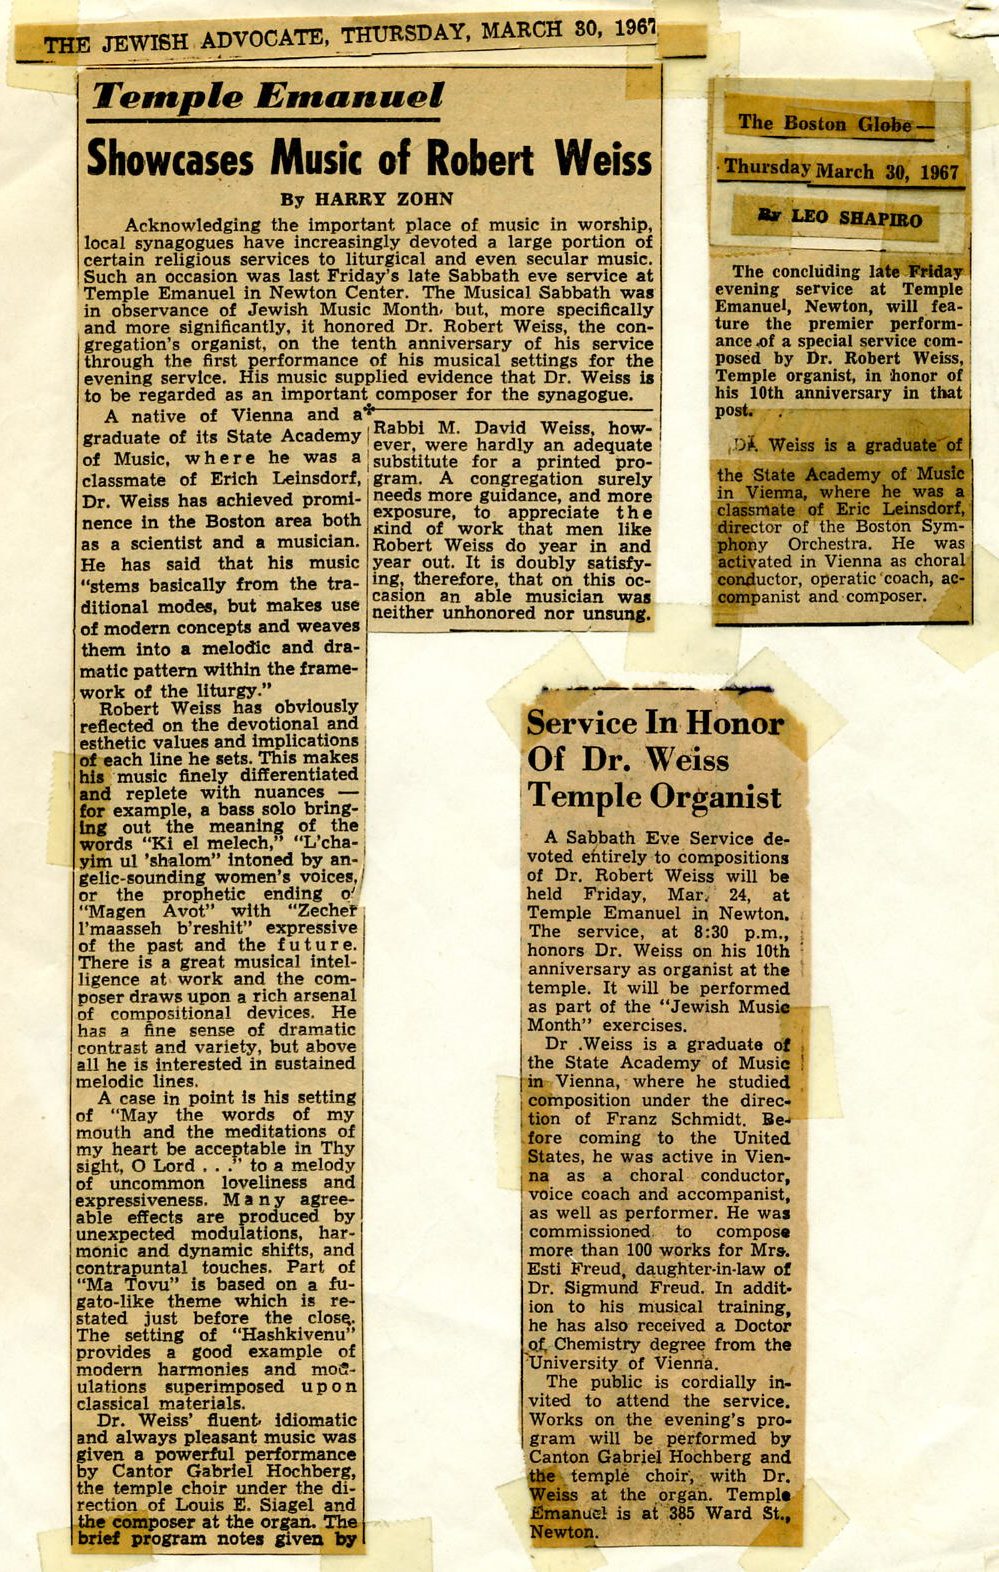 THE JEWISH ADVOCATE, THURSDAY, MARCH 30, 1967
Temple Emanuel
Showcases Music of Robert Weiss
By HARRY ZOHN
Acknowledging the important place of music in worship,
local synagogues have increasingly devoted a large portion of
certain religious services to liturgical and even secular music.
Such an occasion was last Friday's late Sabbath eve service at
Temple Emanuel in Newton Center. The Musical Sabbath was
in observance of Jewish Music Month, but, more specifically
and more significantly, it honored Dr. Robert Weiss, the con-
gregation's organist, on the tenth anniversary of his service
through the first performance of his musical settings for the
evening service. His music supplied evidence that Dr. Weiss is
to be regarded as an important composer for the synagogue.
A native of Vienna and a
graduate of its State Academy
of Music, where he was a
classmate of Erich Leinsdorf,
Dr. Weiss has achieved promi-
nence in the Boston area both
as a scientist and a musician.
He has said that his music
"stems basically from the tra-
ditional modes, but makes use
of modern concepts and weaves
them into a melodic and dra-
matic pattern within the frame-
work of the liturgy."
Robert Weiss has obviously
reflected on the devotional and
esthetic values and implications
of each line he sets. This makes
his music finely differentiated
and replete with nuances —
for example, a bass solo bring-
ing out the meaning of the
words "Ki el melech," "L'cha-
yim ul 'shalom" intoned by an-
gelic-sounding women's voices,
or the prophetic ending of
"Magen Avot" with "Zecher
l'maasseh b'reshit" expressive
of the past and the future.
There is a great musical intel-
ligence at work and the com-
poser draws upon a rich arsenal
of compositional devices. He
has a fine sense of dramatic
contrast and variety, but above
all he is interested in sustained
melodic lines.
A case in point is his setting
of "May the words of my
mouth and the meditations of
my heart be acceptable in Thy
sight, O Lord . . ." to a melody
of uncommon loveliness and
expressiveness. Many agree-
able effects are produced by
unexpected modulations, har-
monic and dynamic shifts, and
contrapuntal touches. Part of
"Ma Tovu" is based on a fu-
gato-like theme which is re-
stated just before the close.
The setting of "Hashkivenu"
provides a good example of
modern harmonies and mod-
ulations superimposed upon
classical materials.
Dr. Weiss' fluent, idiomatic
and always pleasant music was
given a powerful performance
by Cantor Gabriel Hochberg,
the temple choir under the di-
rection of Louis E. Siagel and
the composer at the organ. The
brief program notes given by
Rabbi M. David Weiss, how-
ever, were hardly an adequate
substitute for a printed pro-
gram. A congregation surely
needs more guidance, and more
exposure, to appreciate the
kind of work that men like
Robert Weiss do year in and
year out. It is doubly satisfy-
ing, therefore, that on this oc-
casion an able musician was
neither unhonored nor unsung.
The Boston Globe—
Thursday March 30, 1967
By LEO SHAPIRO
The concluding late Friday
evening service at Temple
Emanuel, Newton, will fea-
ture the premier perform-
ance of a special service com-
posed by Dr. Robert Weiss,
Temple organist, in honor of
his 10th anniversary in that
post.
Dr. Weiss is a graduate of
the State Academy of Music
in Vienna, where he was a
classmate of Eric Leinsdorf,
director of the Boston Sym-
phony Orchestra. He was
activated in Vienna as choral
conductor, operatic coach, ac-
companist and composer.
Service In Honor
Of Dr. Weiss
Temple Organist
A Sabbath Eve Service de-
voted entirely to compositions
of Dr. Robert Weiss will be
held Friday, Mar. 24, at
Temple Emanuel in Newton.
The service, at 8:30 p.m.,
honors Dr. Weiss on his 10th
anniversary as organist at the
temple. It will be performed
as part of the "Jewish Music
Month" exercises.
Dr .Weiss is a graduate of
the State Academy of Music
in Vienna, where he studied
composition under the direc-
tion of Franz Schmidt. Be-
fore coming to the United
States, he was active in Vien-
na as a choral conductor,
voice coach and accompanist,
as well as performer. He was
commissioned to compose
more than 100 works for Mrs.
Esti Freud, daughter-in-law of
Dr. Sigmund Freud. In addit-
ion to his musical training,
he has also received a Doctor
of Chemistry degree from the
University of Vienna.
The public is cordially in-
vited to attend the service.
Works on the evening's pro-
gram will be performed by
Canton Gabriel Hochberg and
the temple choir, with Dr.
Weiss at the organ. Temple
Emanuel is at 385 Ward St.,
Newton.